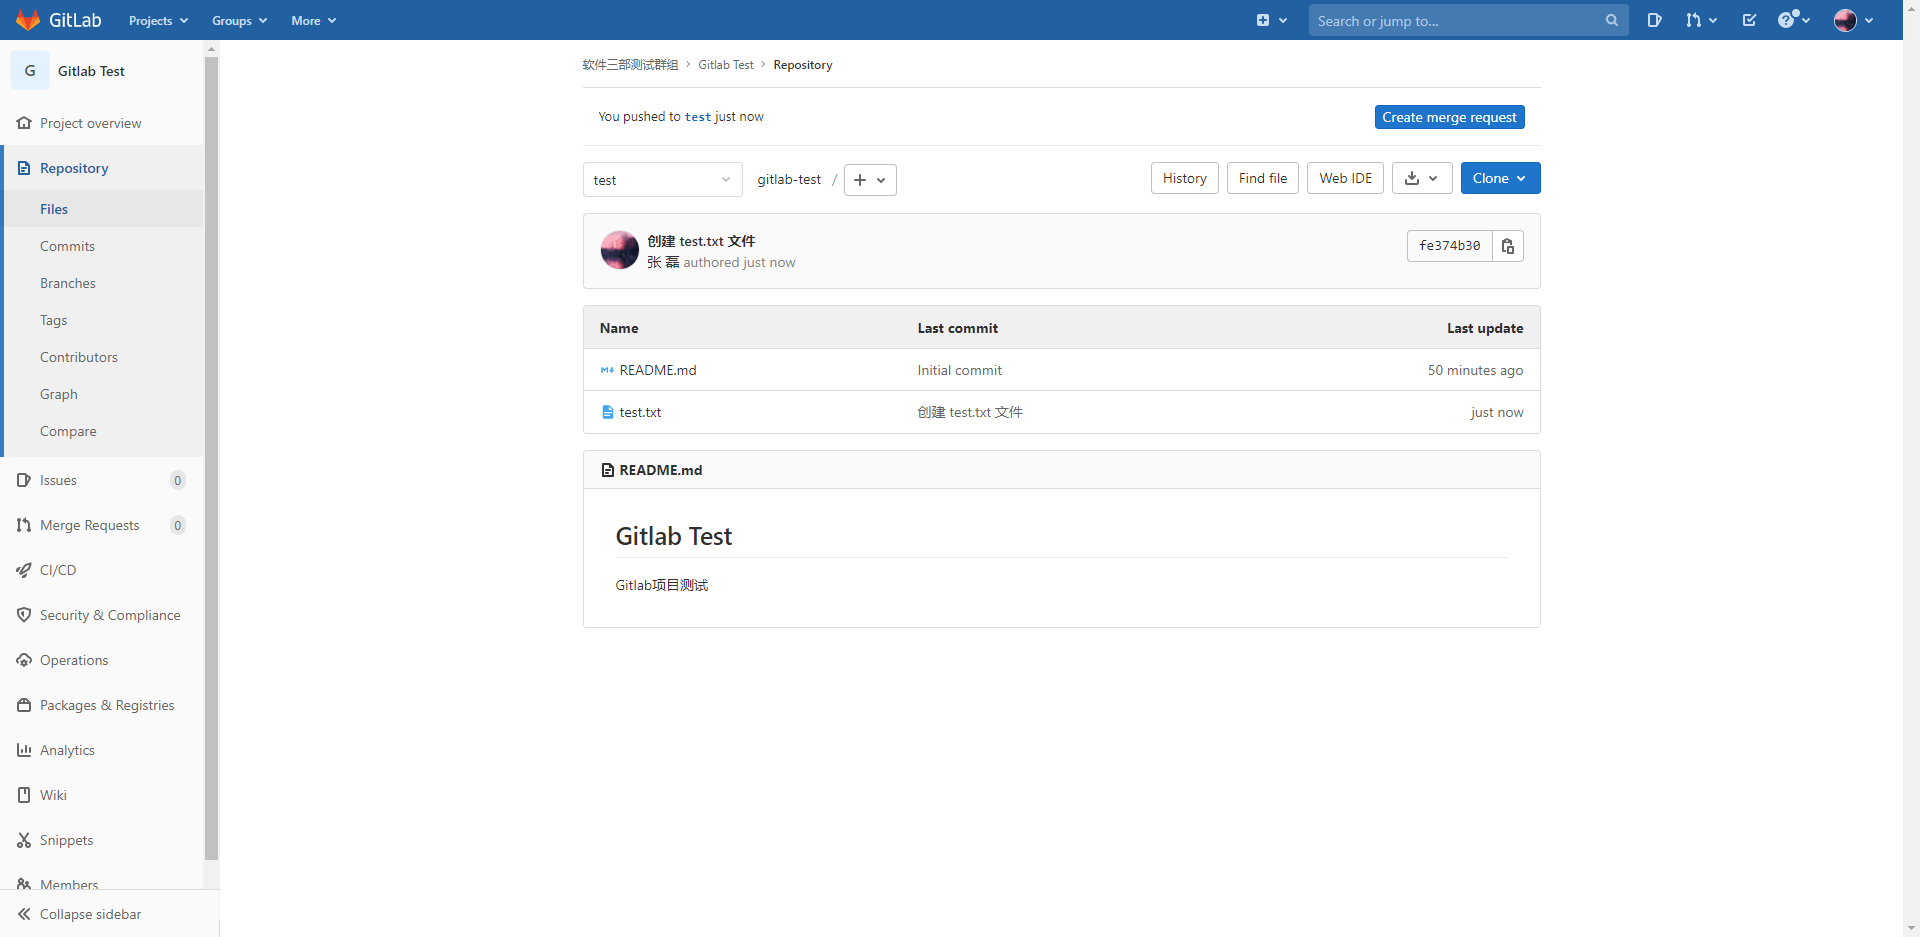 GitLab Projects Groups More Search or jump to...
G Gitlab Test
Project overview
Repository
Files
Commits
Branches
Tags
Contributors
Graph
Compare
Issues 0
Merge Requests 0
CI/CD
Security & Compliance
Operations
Packages & Registries
Analytics
Wiki
Snippets
Members
Collapse sidebar
软件三部测试群组 › Gitlab Test › Repository
You pushed to test just now Create merge request
test gitlab-test / + History Find file Web IDE Clone
创建 test.txt 文件
张 磊 authored just now
fe374b30
Name Last commit Last update
README.md Initial commit 50 minutes ago
test.txt 创建 test.txt 文件 just now
README.md
Gitlab Test
Gitlab项目测试